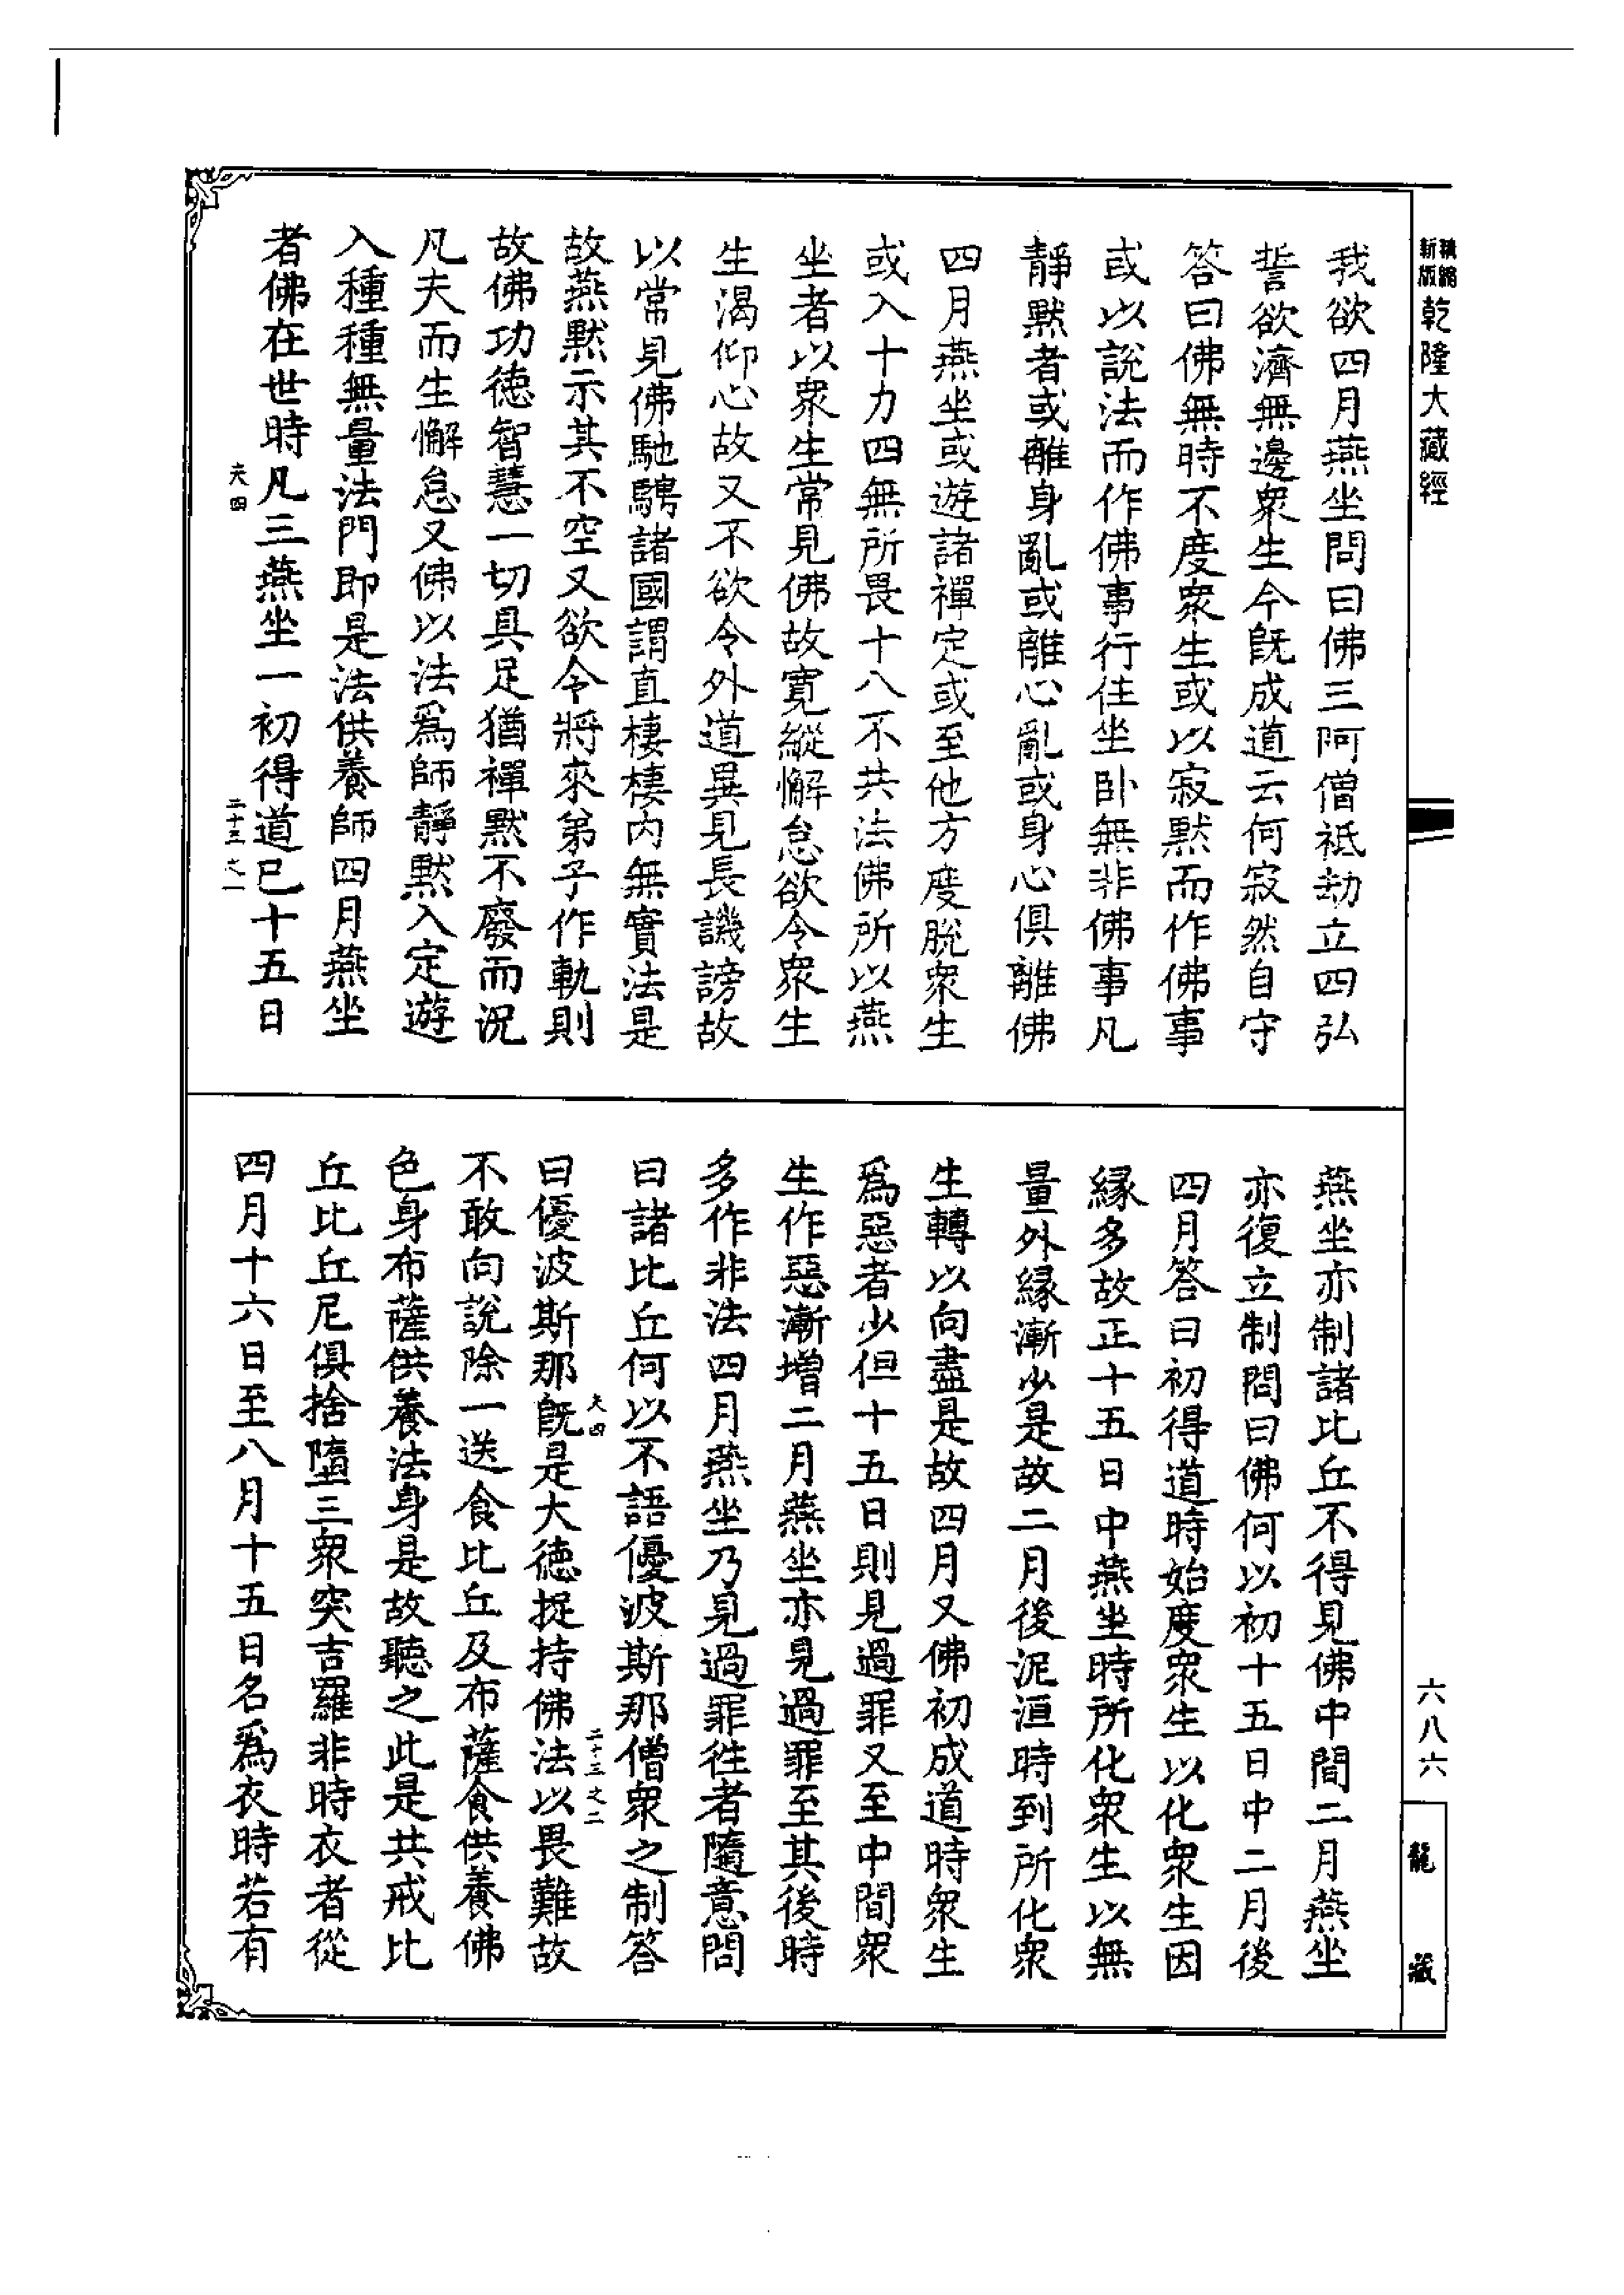 新版精縮乾隆大藏經
我欲四月燕坐問曰佛三阿僧祇劫立四弘
誓欲濟無邊衆生今旣成道云何寂然自守
答曰佛無時不度衆生或以寂默而作佛事
或以說法而作佛事行住坐卧無非佛事凡
靜默者或離身亂或離心亂或身心俱離佛
四月燕坐或遊諸禪定或至他方度脫衆生
或入十力四無所畏十八不共法佛所以燕
坐者以衆生常見佛故寬縱懈怠欲令衆生
生渴仰心故又不欲令外道異見長譏謗故
以常見佛馳騁諸國謂直棲棲內無實法是
故燕默示其不空又欲令將來弟子作軌則
故佛功德智慧一切具足猶禪默不廢而況
凡夫而生懈怠又佛以法爲師靜默入定遊
入種種無量法門即是法供養師四月燕坐
者佛在世時凡三燕坐一初得道已十五日
夫四
二十三之一
燕坐亦制諸比丘不得見佛中間二月燕坐
亦復立制問曰佛何以初十五日中二月後
四月答曰初得道時始度衆生以化衆生因
緣多故正十五日中燕坐時所化衆生以無
量外緣漸少是故二月後泥洹時到所化衆
生轉以向盡是故四月又佛初成道時衆生
爲惡者少但十五日則見過罪又至中間衆
生作惡漸增二月燕坐亦見過罪至其後時
多作非法四月燕坐乃見過罪往者隨意問
曰諸比丘何以不語優波斯那僧衆之制答
夫四
二十三之二
曰優波斯那旣是大德捉持佛法以畏難故
不敢向說除一送食比丘及布薩食供養佛
色身布薩供養法身是故聽之此是共戒比
丘比丘尼俱捨墮三衆突吉羅非時衣者從
四月十六日至八月十五日名爲衣時若有
六八六
龍藏